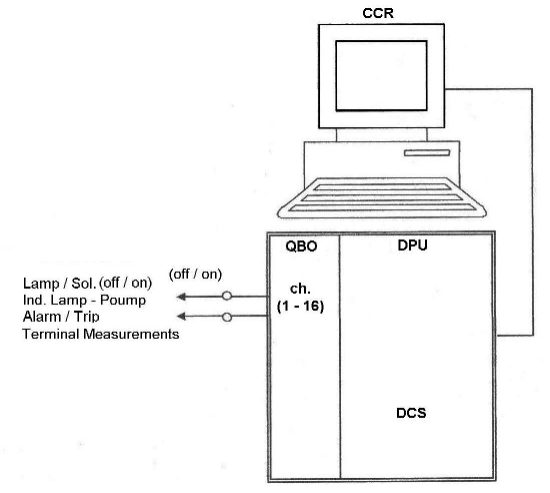 CCR
QBO
DPU
ch.
(1 - 16)
(off / on)
Lamp / Sol. (off / on)
Ind. Lamp - Poump
Alarm / Trip
Terminal Measurements
DCS